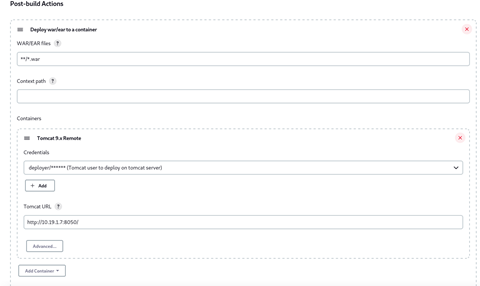 Post-build Actions
Deploy war/ear to a container
WAR/EAR files ?
**/*.war
Context path ?
Containers
Tomcat 9.x Remote
Credentials
deployer/****** (Tomcat user to deploy on tomcat server)
+ Add
Tomcat URL ?
http://10.19.1.7:8050/
Advanced...
Add Container